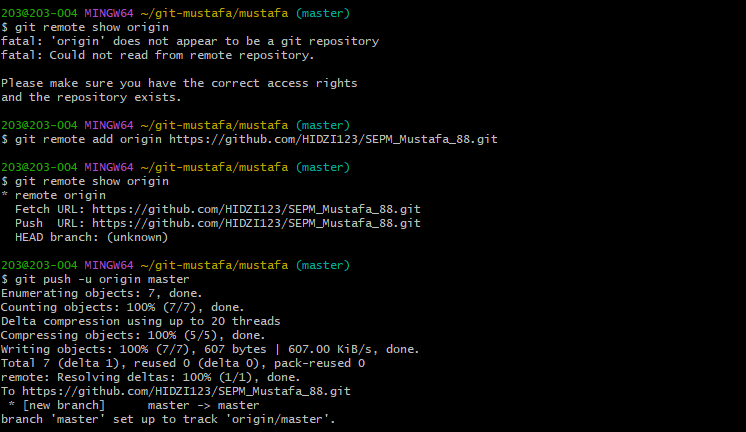 203@203-004 MINGW64 ~/git-mustafa/mustafa (master)
$ git remote show origin
fatal: 'origin' does not appear to be a git repository
fatal: Could not read from remote repository.

Please make sure you have the correct access rights
and the repository exists.

203@203-004 MINGW64 ~/git-mustafa/mustafa (master)
$ git remote add origin https://github.com/HIDZI123/SEPM_Mustafa_88.git

203@203-004 MINGW64 ~/git-mustafa/mustafa (master)
$ git remote show origin
* remote origin
  Fetch URL: https://github.com/HIDZI123/SEPM_Mustafa_88.git
  Push  URL: https://github.com/HIDZI123/SEPM_Mustafa_88.git
  HEAD branch: (unknown)

203@203-004 MINGW64 ~/git-mustafa/mustafa (master)
$ git push -u origin master
Enumerating objects: 7, done.
Counting objects: 100% (7/7), done.
Delta compression using up to 20 threads
Compressing objects: 100% (5/5), done.
Writing objects: 100% (7/7), 607 bytes | 607.00 KiB/s, done.
Total 7 (delta 1), reused 0 (delta 0), pack-reused 0
remote: Resolving deltas: 100% (1/1), done.
To https://github.com/HIDZI123/SEPM_Mustafa_88.git
 * [new branch]      master -> master
branch 'master' set up to track 'origin/master'.